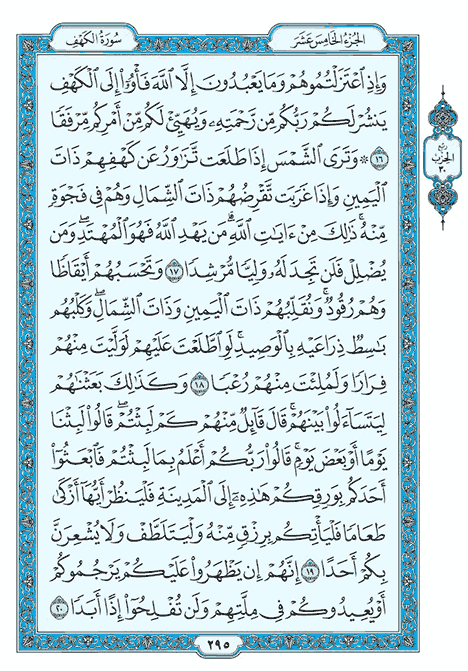 الجزء الخامس عشر
سورة الكهف
وَإِذِ ٱعْتَزَلْتُمُوهُمْ وَمَا يَعْبُدُونَ إِلَّا ٱللَّهَ فَأْوُۥٓا۟ إِلَى ٱلْكَهْفِ
يَنشُرْ لَكُمْ رَبُّكُم مِّن رَّحْمَتِهِۦ وَيُهَيِّئْ لَكُم مِّنْ أَمْرِكُم مِّرْفَقًا
١٦ ۞ وَتَرَى ٱلشَّمْسَ إِذَا طَلَعَت تَّزَٰوَرُ عَن كَهْفِهِمْ ذَاتَ
ٱلْيَمِينِ وَإِذَا غَرَبَت تَّقْرِضُهُمْ ذَاتَ ٱلشِّمَالِ وَهُمْ فِى فَجْوَةٍ
مِّنْهُ ۚ ذَٰلِكَ مِنْ ءَايَٰتِ ٱللَّهِ ۗ مَن يَهْدِ ٱللَّهُ فَهُوَ ٱلْمُهْتَدِ ۖ وَمَن
يُضْلِلْ فَلَن تَجِدَ لَهُۥ وَلِيًّا مُّرْشِدًا ١٧ وَتَحْسَبُهُمْ أَيْقَاظًا
وَهُمْ رُقُودٌ ۚ وَنُقَلِّبُهُمْ ذَاتَ ٱلْيَمِينِ وَذَاتَ ٱلشِّمَالِ ۖ وَكَلْبُهُم
بَٰسِطٌ ذِرَاعَيْهِ بِٱلْوَصِيدِ ۚ لَوِ ٱطَّلَعْتَ عَلَيْهِمْ لَوَلَّيْتَ مِنْهُمْ
فِرَارًا وَلَمُلِئْتَ مِنْهُمْ رُعْبًا ١٨ وَكَذَٰلِكَ بَعَثْنَٰهُمْ
لِيَتَسَآءَلُوا۟ بَيْنَهُمْ ۚ قَالَ قَآئِلٌ مِّنْهُمْ كَمْ لَبِثْتُمْ ۖ قَالُوا۟ لَبِثْنَا
يَوْمًا أَوْ بَعْضَ يَوْمٍ ۚ قَالُوا۟ رَبُّكُمْ أَعْلَمُ بِمَا لَبِثْتُمْ فَٱبْعَثُوٓا۟
أَحَدَكُم بِوَرِقِكُمْ هَٰذِهِۦٓ إِلَى ٱلْمَدِينَةِ فَلْيَنظُرْ أَيُّهَآ أَزْكَىٰ
طَعَامًا فَلْيَأْتِكُم بِرِزْقٍ مِّنْهُ وَلْيَتَلَطَّفْ وَلَا يُشْعِرَنَّ
بِكُمْ أَحَدًا ١٩ إِنَّهُمْ إِن يَظْهَرُوا۟ عَلَيْكُمْ يَرْجُمُوكُمْ
أَوْ يُعِيدُوكُمْ فِى مِلَّتِهِمْ وَلَن تُفْلِحُوٓا۟ إِذًا أَبَدًا ٢٠
ربع
الحزب
٣٠
٢٩٥